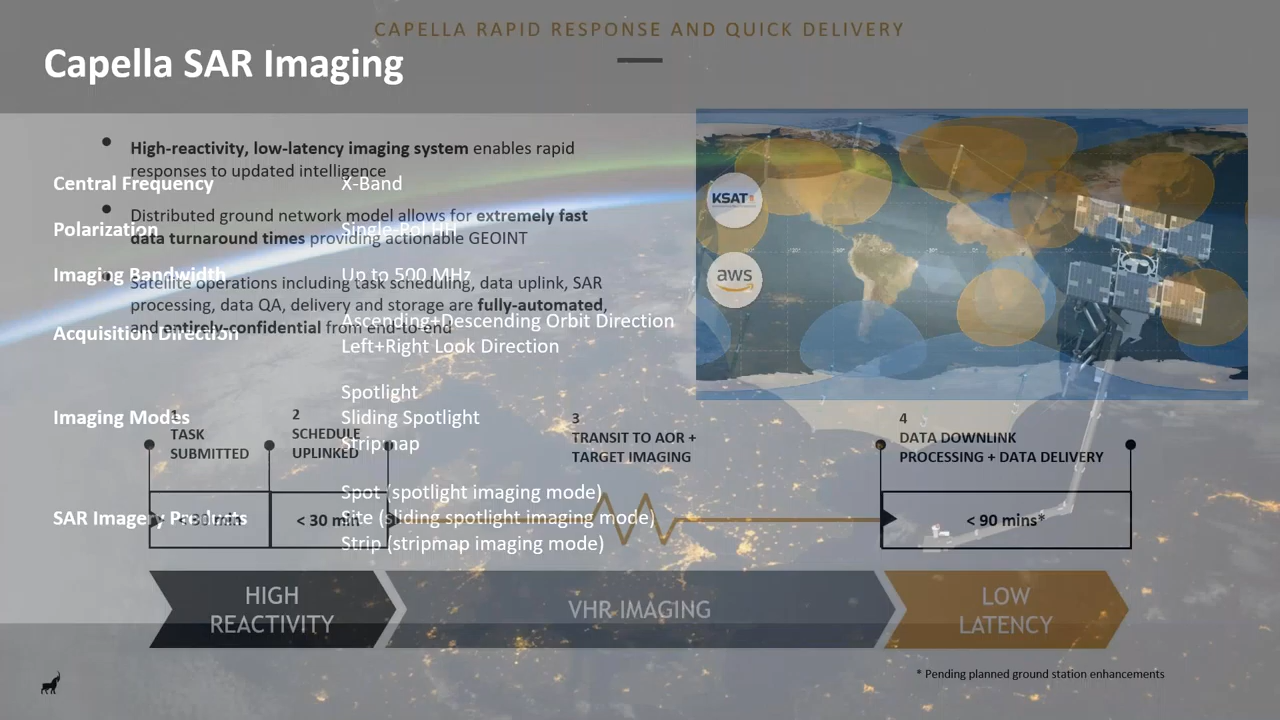 CAPELLA RAPID RESPONSE AND QUICK DELIVERY
Capella SAR Imaging
High-reactivity, low-latency imaging system enables rapid
responses to updated intelligence
Distributed ground network model allows for extremely fast
data turnaround times providing actionable GEOINT
Satellite operations including task scheduling, data uplink, SAR
processing, data QA, delivery and storage are fully-automated,
and entirely-confidential from end-to-end
Central Frequency
X-Band
Polarization
Single-Pol HH
Imaging Bandwidth
Up to 500 MHz
Acquisition Direction
Ascending+Descending Orbit Direction
Left+Right Look Direction
Imaging Modes
Spotlight
Sliding Spotlight
Stripmap
SAR Imagery Products
Spot (spotlight imaging mode)
Site (sliding spotlight imaging mode)
Strip (stripmap imaging mode)
KSAT
aws
1
TASK
SUBMITTED
2
SCHEDULE
UPLINKED
3
TRANSIT TO AOR +
TARGET IMAGING
4
DATA DOWNLINK
PROCESSING + DATA DELIVERY
< 30 min
< 90 mins*
HIGH
REACTIVITY
VHR IMAGING
LOW
LATENCY
* Pending planned ground station enhancements